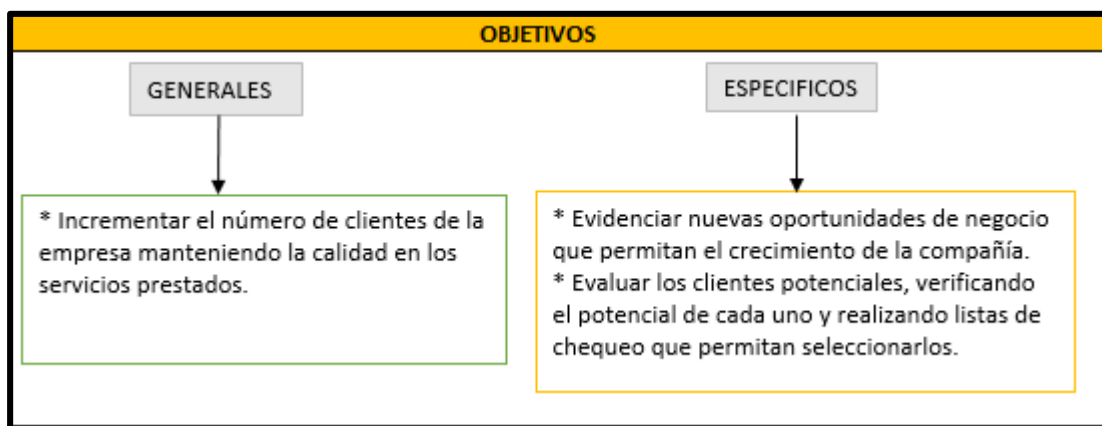 OBJETIVOS
GENERALES
* Incrementar el número de clientes de la
empresa manteniendo la calidad en los
servicios prestados.
ESPECIFICOS
* Evidenciar nuevas oportunidades de negocio
que permitan el crecimiento de la compañía.
* Evaluar los clientes potenciales, verificando
el potencial de cada uno y realizando listas de
chequeo que permitan seleccionarlos.